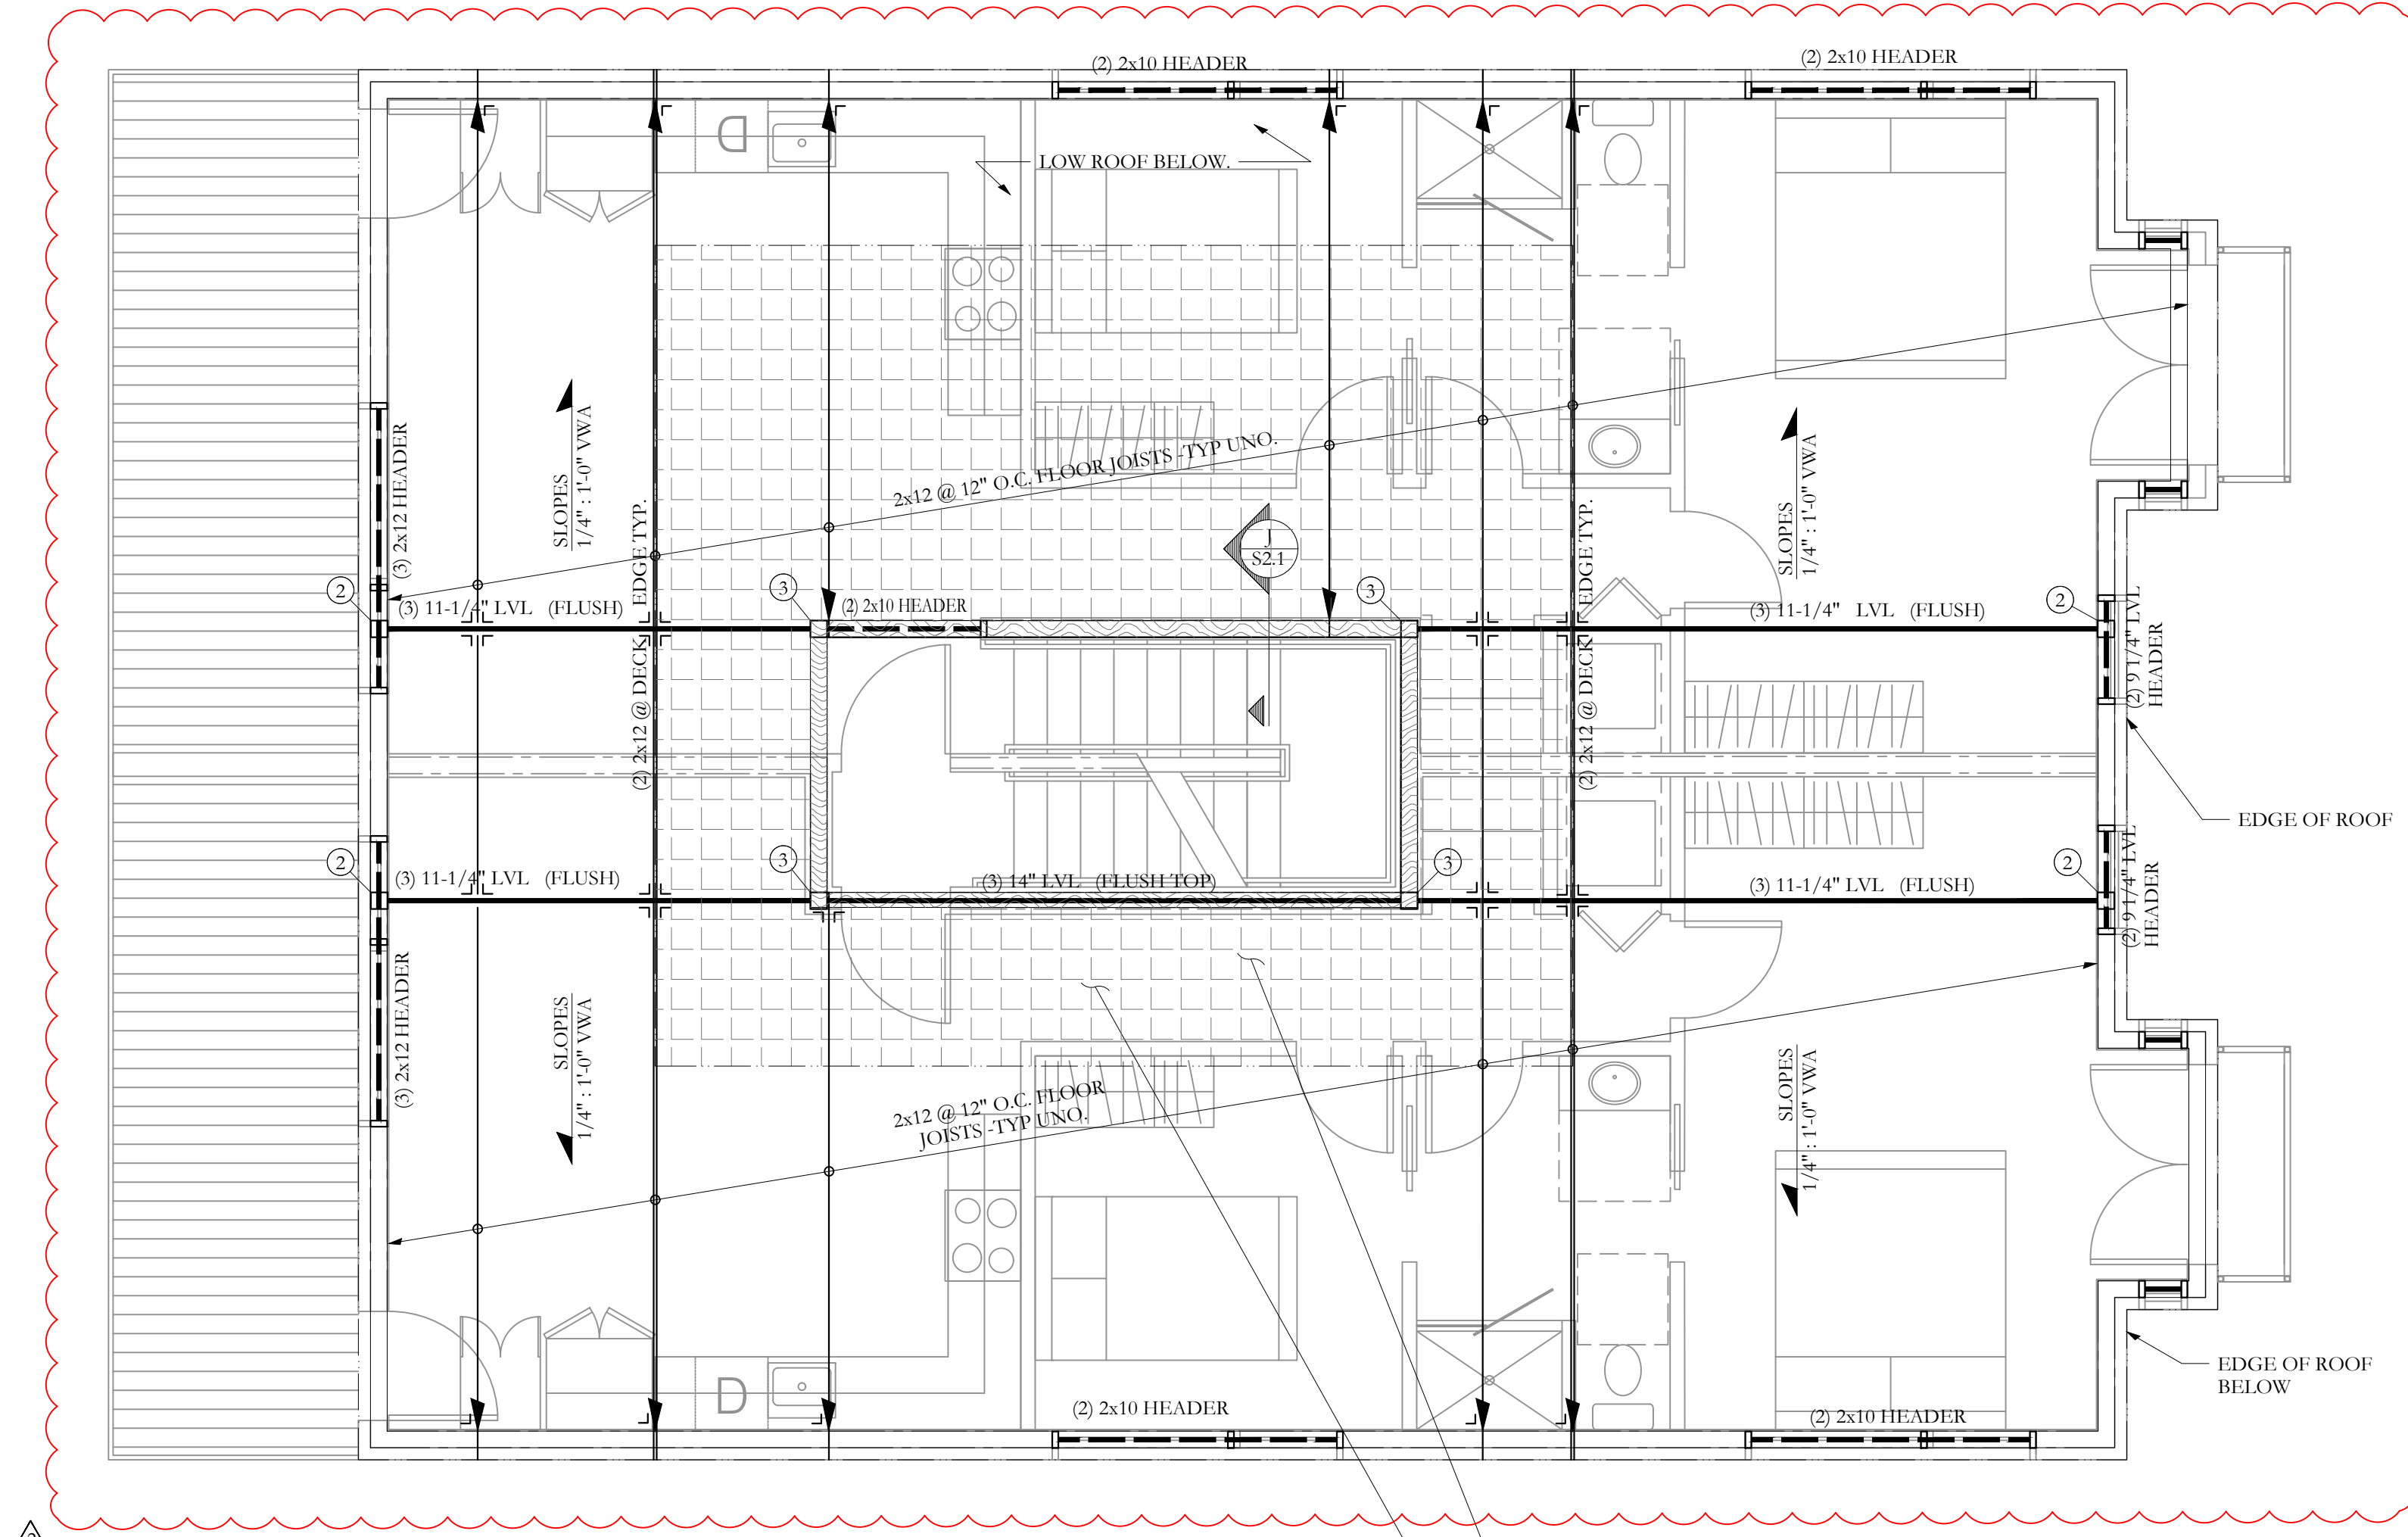 (2) 2x10 HEADER
(2) 2x10 HEADER
D
LOW ROOF BELOW.
(3) 2x12 HEADER
SLOPES
1/4" : 1'-0" VWA
EDGE TYP.
2x12 @ 12" O.C. FLOOR JOISTS -TYP UNO.
J
S2.1
EDGE TYP.
SLOPES
1/4" : 1'-0" VWA
2
(3) 11-1/4" LVL (FLUSH)
3
(2) 2x10 HEADER
3
(3) 11-1/4" LVL (FLUSH)
2
(2) 9 1/4" LVL
HEADER
(2) 2x12 @ DECK
(2) 2x12 @ DECK
EDGE OF ROOF
2
(3) 11-1/4" LVL (FLUSH)
3
(3) 14" LVL (FLUSH TOP)
3
(3) 11-1/4" LVL (FLUSH)
2
(2) 9 1/4" LVL
HEADER
(3) 2x12 HEADER
SLOPES
1/4" : 1'-0" VWA
2x12 @ 12" O.C. FLOOR
JOISTS -TYP UNO.
SLOPES
1/4" : 1'-0" VWA
EDGE OF ROOF
BELOW
D
(2) 2x10 HEADER
(2) 2x10 HEADER